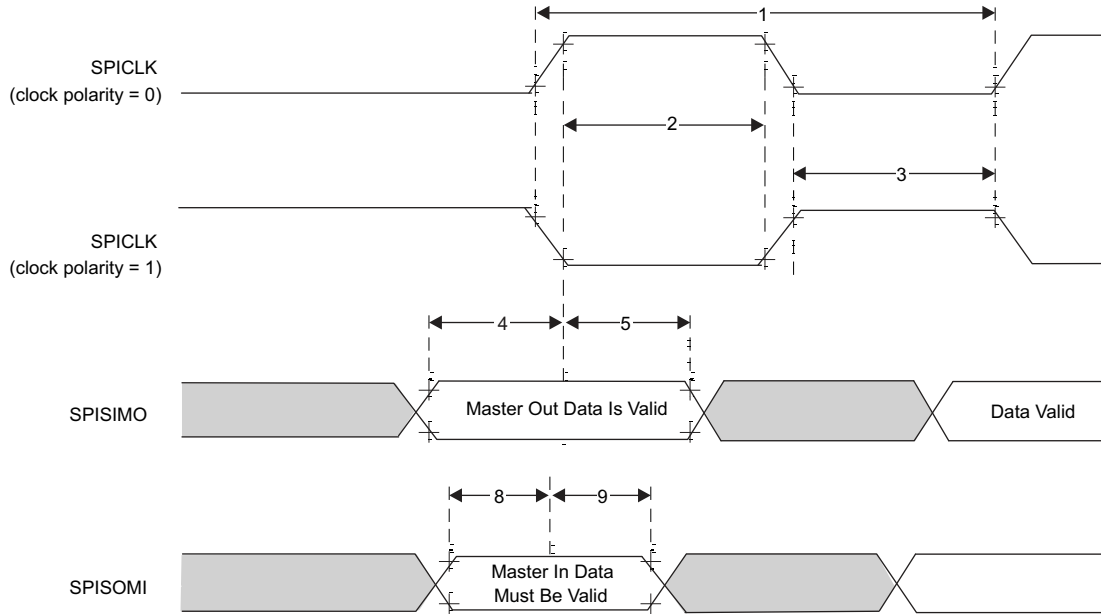 1
SPICLK
(clock polarity = 0)
2
3
SPICLK
(clock polarity = 1)
4
5
SPISIMO
Master Out Data Is Valid
Data Valid
8
9
SPISOMI
Master In Data
Must Be Valid